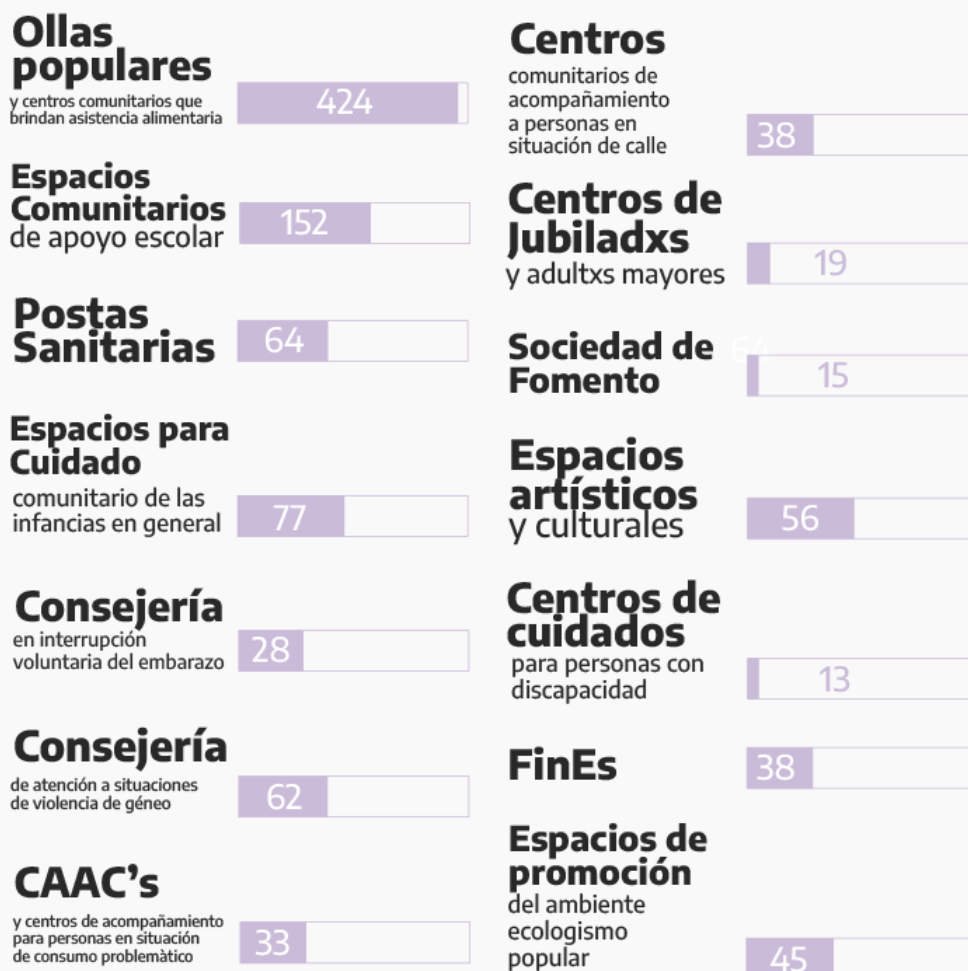 Ollas
populares
y centros comunitarios que
brindan asistencia alimentaria
424
Espacios
Comunitarios
de apoyo escolar
152
Postas
Sanitarias
64
Espacios para
Cuidado
comunitario de las
infancias en general
77
Consejería
en interrupción
voluntaria del embarazo
28
Consejería
de atención a situaciones
de violencia de géneo
62
CAAC's
y centros de acompañamiento
para personas en situación
de consumo problemàtico
33
Centros
comunitarios de
acompañamiento
a personas en
situación de calle
38
Centros de
Jubiladxs
y adultxs mayores
19
Sociedad de
Fomento
64
15
Espacios
artísticos
y culturales
56
Centros de
cuidados
para personas con
discapacidad
13
FinEs
38
Espacios de
promoción
del ambiente
ecologismo
popular
45